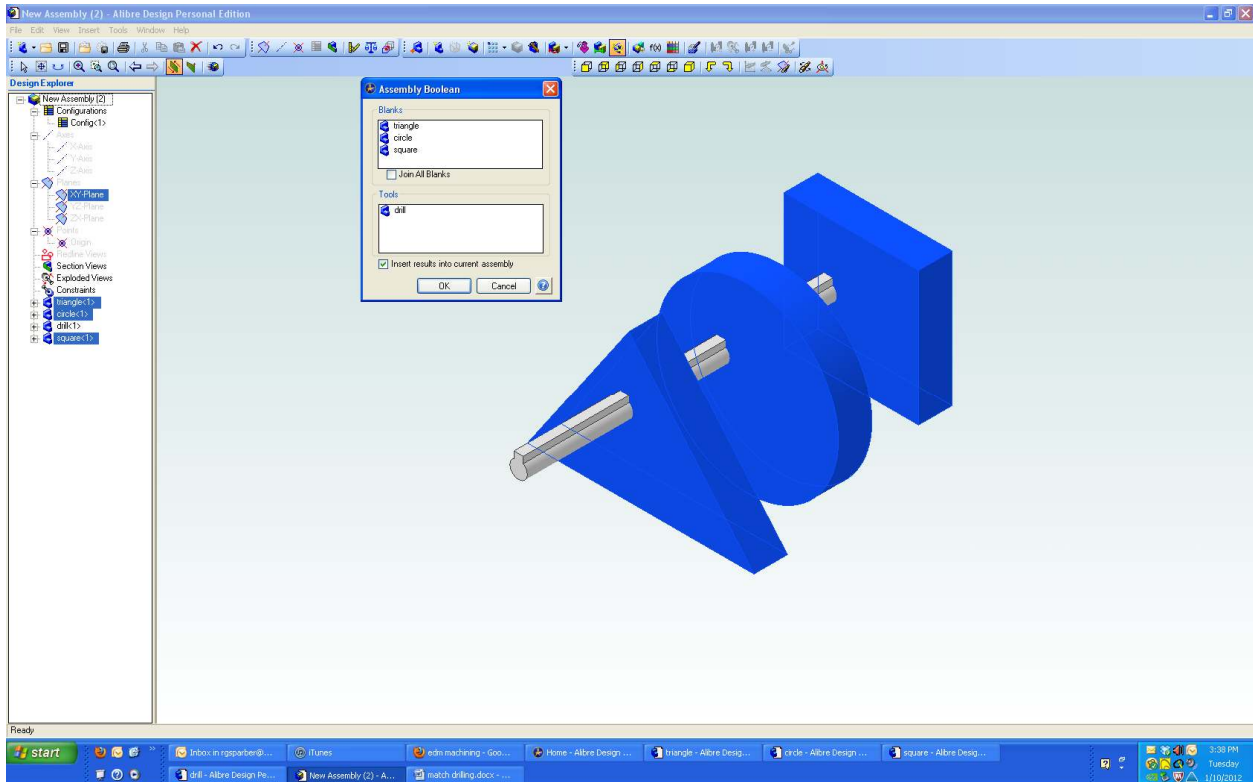 New Assembly (2) - Alibre Design Personal Edition
File Edit View Insert Tools Window Help
Design Explorer
New Assembly (2)
Configurations
Config<1>
Axes
X-Axis
Y-Axis
Z-Axis
Planes
XY-Plane
YZ-Plane
ZX-Plane
Points
Origin
Redline Views
Section Views
Exploded Views
Constraints
triangle<1>
circle<1>
drill<1>
square<1>
Assembly Boolean
Blanks
triangle
circle
square
Join All Blanks
Tools
drill
Insert results into current assembly
OK Cancel
Ready
start
Inbox in rgsparber@... iTunes edm machining - Goo... Home - Alibre Design ... triangle - Alibre Desig... circle - Alibre Design ... square - Alibre Desig...
drill - Alibre Design Pe... New Assembly (2) - A... match drilling.docx - ...
3:38 PM
Tuesday
1/10/2012